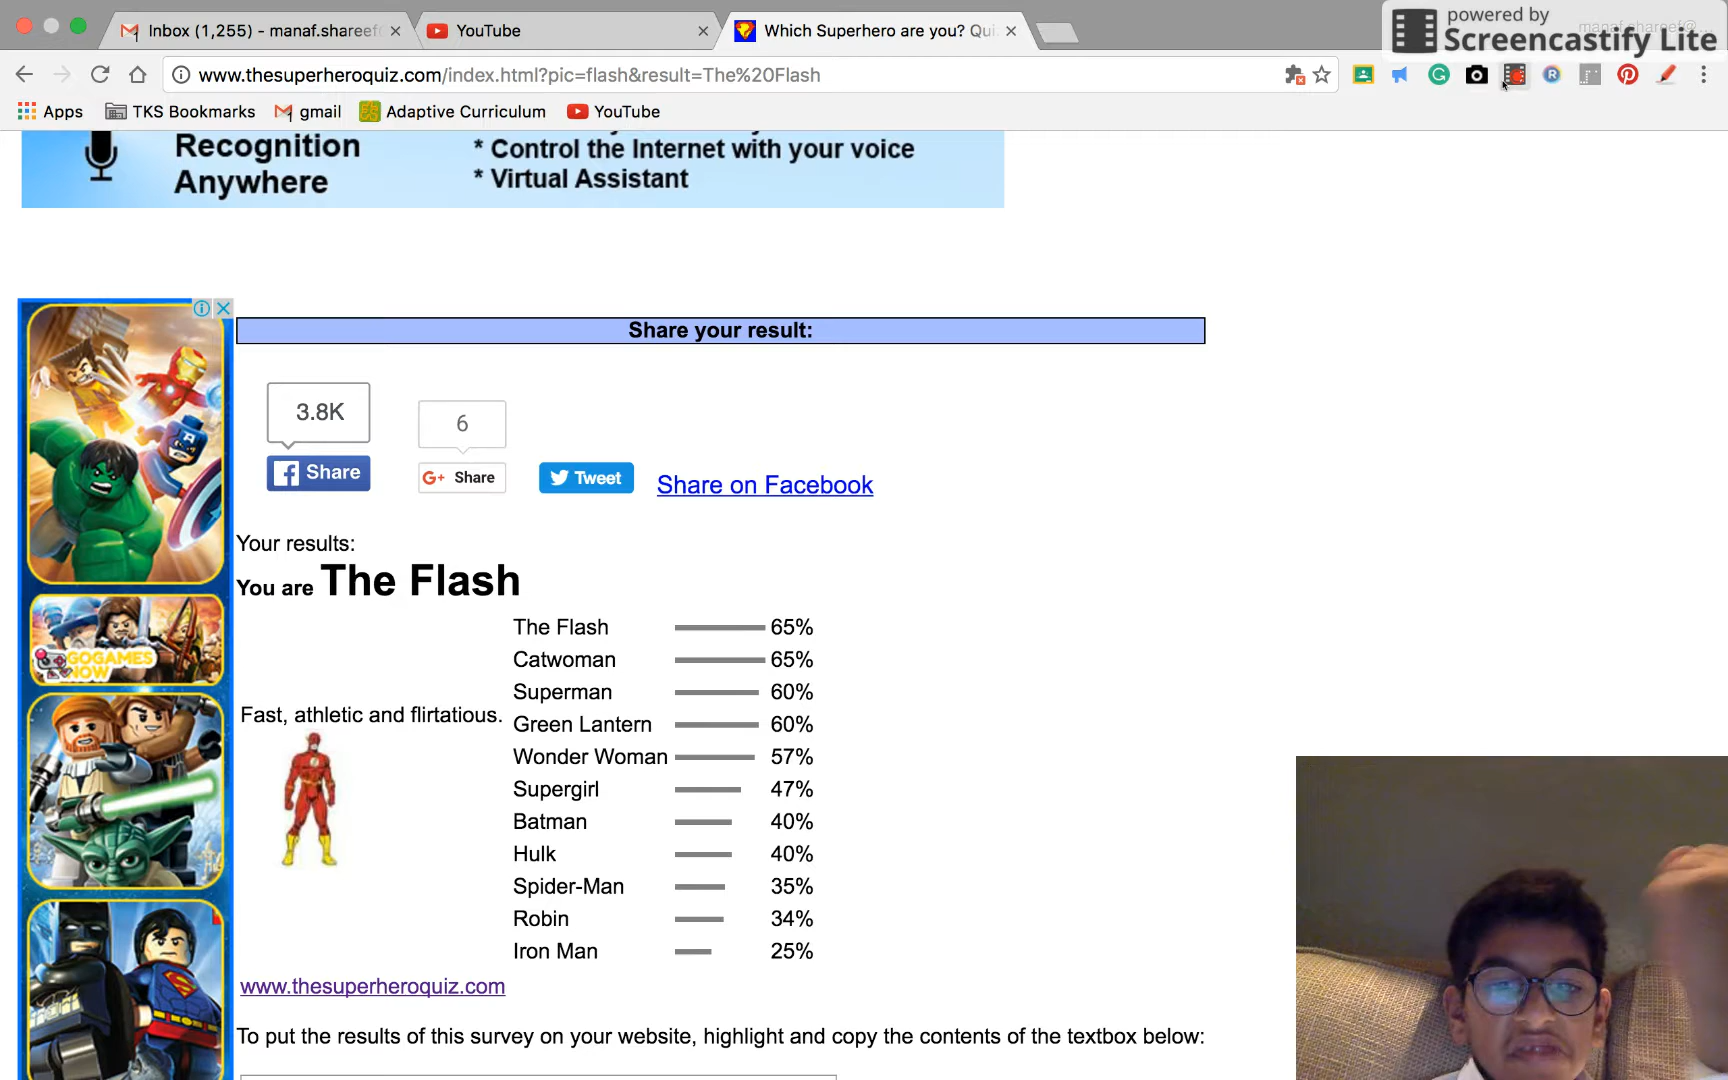 Inbox (1,255) - manaf.shareef
YouTube
Which Superhero are you? Qui
powered by
Screencastify Lite
manaf.shareef@...
www.thesuperheroquiz.com/index.html?pic=flash&result=The%20Flash
Apps
TKS Bookmarks
gmail
Adaptive Curriculum
YouTube
Recognition
Anywhere
* Control the Internet with your voice
* Virtual Assistant
Share your result:
3.8K
6
Share
G+ Share
Tweet
Share on Facebook
Your results:
You are The Flash
Fast, athletic and flirtatious.
The Flash 65%
Catwoman 65%
Superman 60%
Green Lantern 60%
Wonder Woman 57%
Supergirl 47%
Batman 40%
Hulk 40%
Spider-Man 35%
Robin 34%
Iron Man 25%
GOGAMES
NOW
www.thesuperheroquiz.com
To put the results of this survey on your website, highlight and copy the contents of the textbox below: